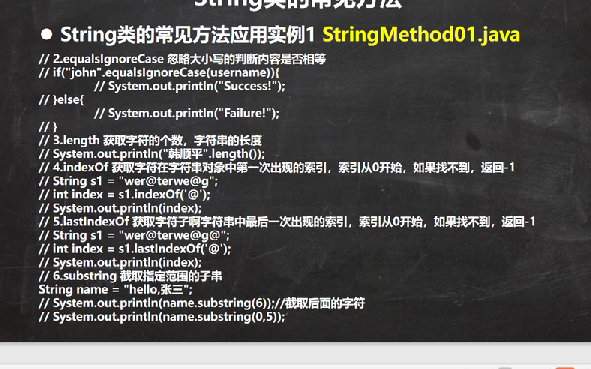 String类的常见方法
● String类的常见方法应用实例1 StringMethod01.java
// 2.equalsIgnoreCase 忽略大小写的判断内容是否相等
// if("john".equalsIgnoreCase(username)){
// System.out.println("Success!");
// }else{
// System.out.println("Failure!");
// }
// 3.length 获取字符的个数，字符串的长度
// System.out.println("韩顺平".length());
// 4.indexOf 获取字符在字符串对象中第一次出现的索引，索引从0开始，如果找不到，返回-1
// String s1 = "wer@terwe@g";
// int index = s1.indexOf('@');
// System.out.println(index);
// 5.lastIndexOf 获取字符子啊字符串中最后一次出现的索引，索引从0开始，如果找不到，返回-1
// String s1 = "wer@terwe@g@";
// int index = s1.lastIndexOf('@');
// System.out.println(index);
// 6.substring 截取指定范围的子串
String name = "hello,张三";
// System.out.println(name.substring(6));//截取后面的字符
// System.out.println(name.substring(0,5));